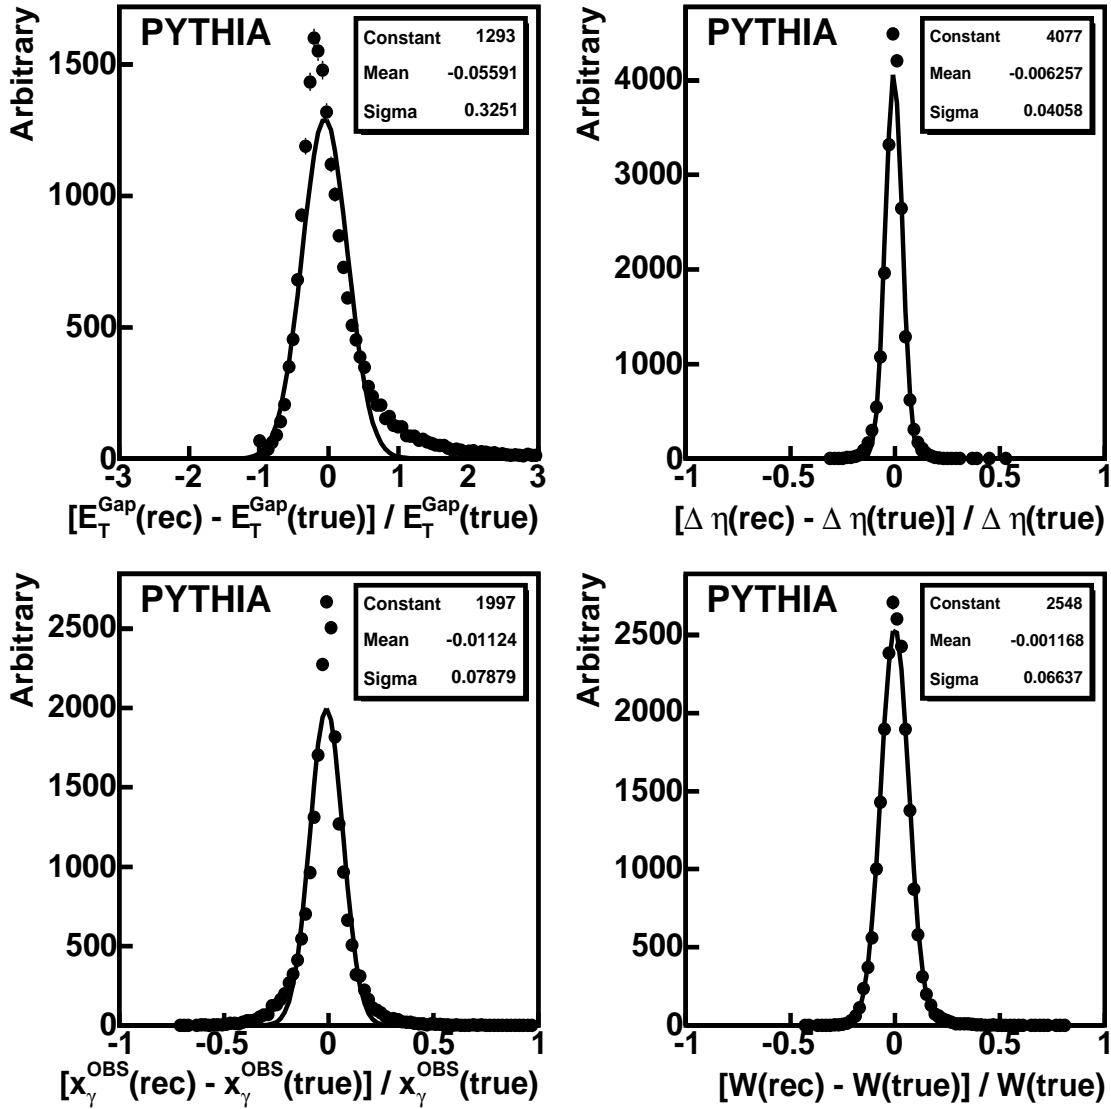 PYTHIA
Constant 1293
Mean -0.05591
Sigma 0.3251
Arbitrary
1500
1000
500
0
-3 -2 -1 0 1 2 3
[E_T^Gap(rec) - E_T^Gap(true)] / E_T^Gap(true)
PYTHIA
Constant 4077
Mean -0.006257
Sigma 0.04058
Arbitrary
4000
3000
2000
1000
0
-1 -0.5 0 0.5 1
[Δ η(rec) - Δ η(true)] / Δ η(true)
PYTHIA
Constant 1997
Mean -0.01124
Sigma 0.07879
Arbitrary
2500
2000
1500
1000
500
0
-1 -0.5 0 0.5 1
[x_γ^OBS(rec) - x_γ^OBS(true)] / x_γ^OBS(true)
PYTHIA
Constant 2548
Mean -0.001168
Sigma 0.06637
Arbitrary
2500
2000
1500
1000
500
0
-1 -0.5 0 0.5 1
[W(rec) - W(true)] / W(true)